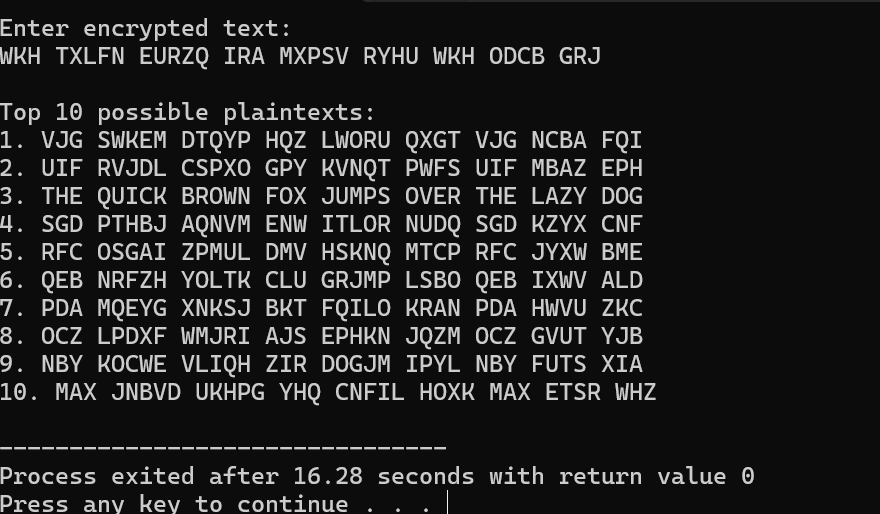 Enter encrypted text:
WKH TXLFN EURZQ IRA MXPSV RYHU WKH ODCB GRJ
Top 10 possible plaintexts:
1. VJG SWKEM DTQYP HQZ LWORU QXGT VJG NCBA FQI
2. UIF RVJDL CSPXO GPY KVNQT PWFS UIF MBAZ EPH
3. THE QUICK BROWN FOX JUMPS OVER THE LAZY DOG
4. SGD PTHBJ AQNVM ENW ITLOR NUDQ SGD KZYX CNF
5. RFC OSGAI ZPMUL DMV HSKNQ MTCP RFC JYXW BME
6. QEB NRFZH YOLTK CLU GRJMP LSBO QEB IXWV ALD
7. PDA MQEYG XNKSJ BKT FQILO KRAN PDA HWVU ZKC
8. OCZ LPDXF WMJRI AJS EPHKN JQZM OCZ GVUT YJB
9. NBY KOCWE VLIQH ZIR DOGJM IPYL NBY FUTS XIA
10. MAX JNBVD UKHPG YHQ CNFIL HOXK MAX ETSR WHZ
--------------------------------
Process exited after 16.28 seconds with return value 0
Press any key to continue . . .